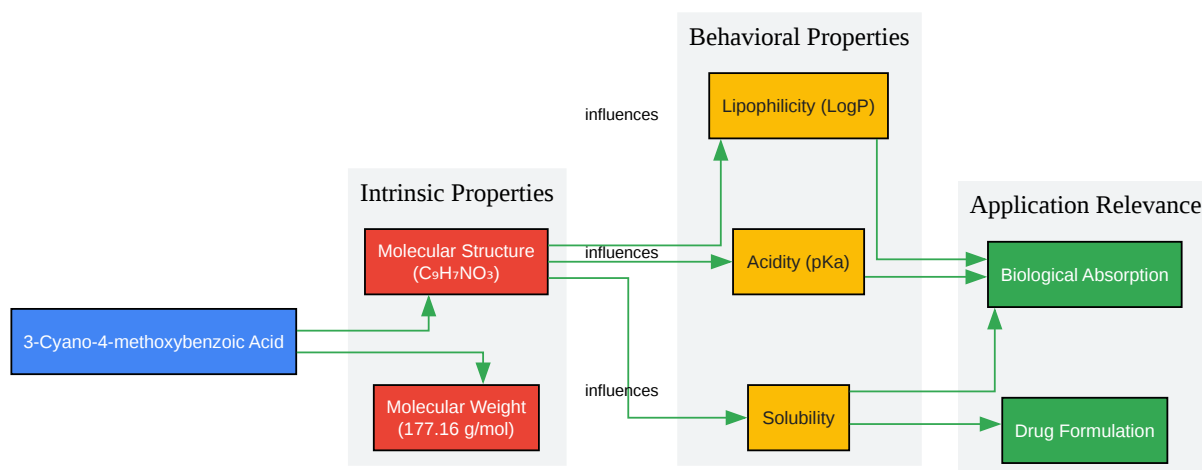 Behavioral Properties
Lipophilicity (LogP)
influences
Intrinsic Properties
Application Relevance
Molecular Structure
(C₉H₇NO₃)
influences
Acidity (pKa)
Biological Absorption
3-Cyano-4-methoxybenzoic Acid
influences
Molecular Weight
(177.16 g/mol)
Solubility
Drug Formulation